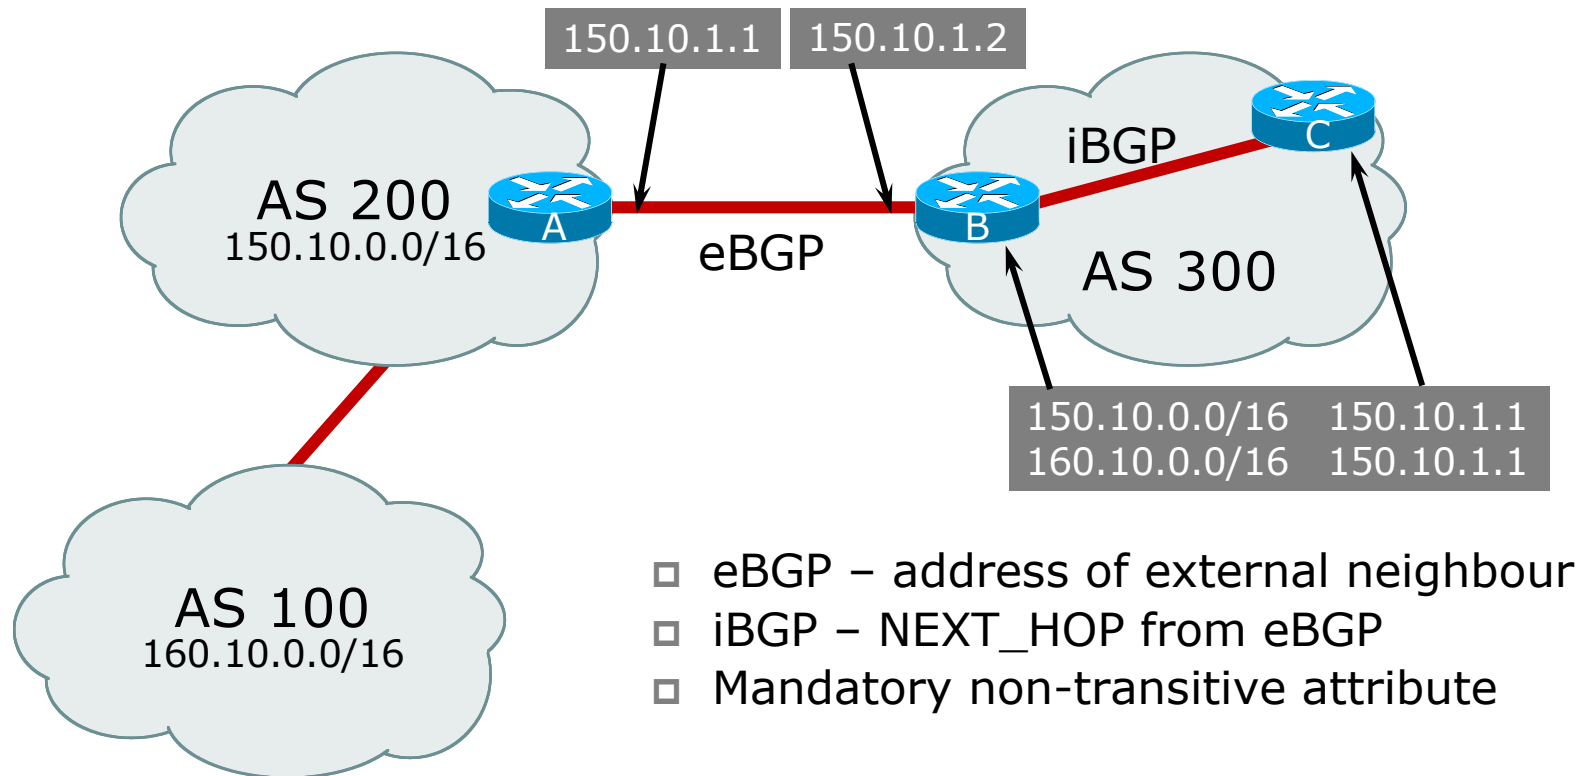 150.10.1.1
150.10.1.2
AS 200
150.10.0.0/16
A
eBGP
B
iBGP
C
AS 300
150.10.0.0/16 150.10.1.1
160.10.0.0/16 150.10.1.1
AS 100
160.10.0.0/16
eBGP – address of external neighbour
iBGP – NEXT_HOP from eBGP
Mandatory non-transitive attribute